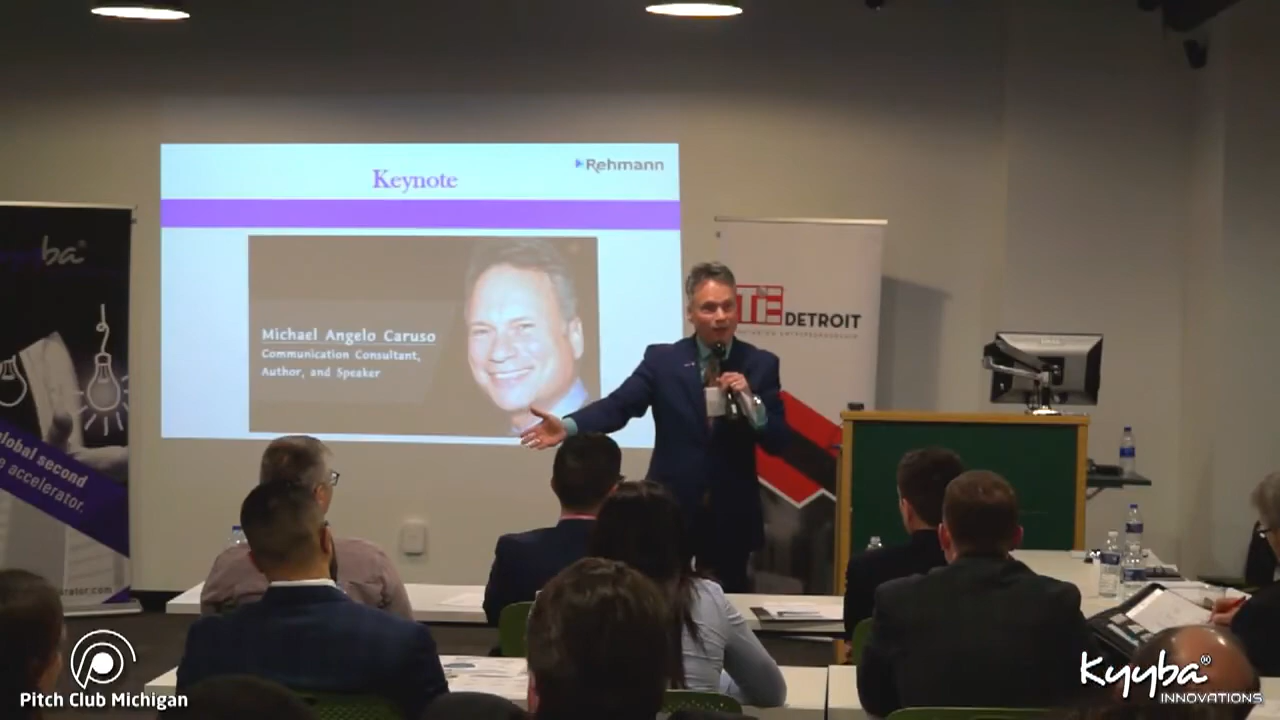 Keynote
Rehmann
Michael Angelo Caruso
Communication Consultant,
Author, and Speaker
ba®
global second
accelerator.
TiE DETROIT
Pitch Club Michigan
Kyyba®
INNOVATIONS